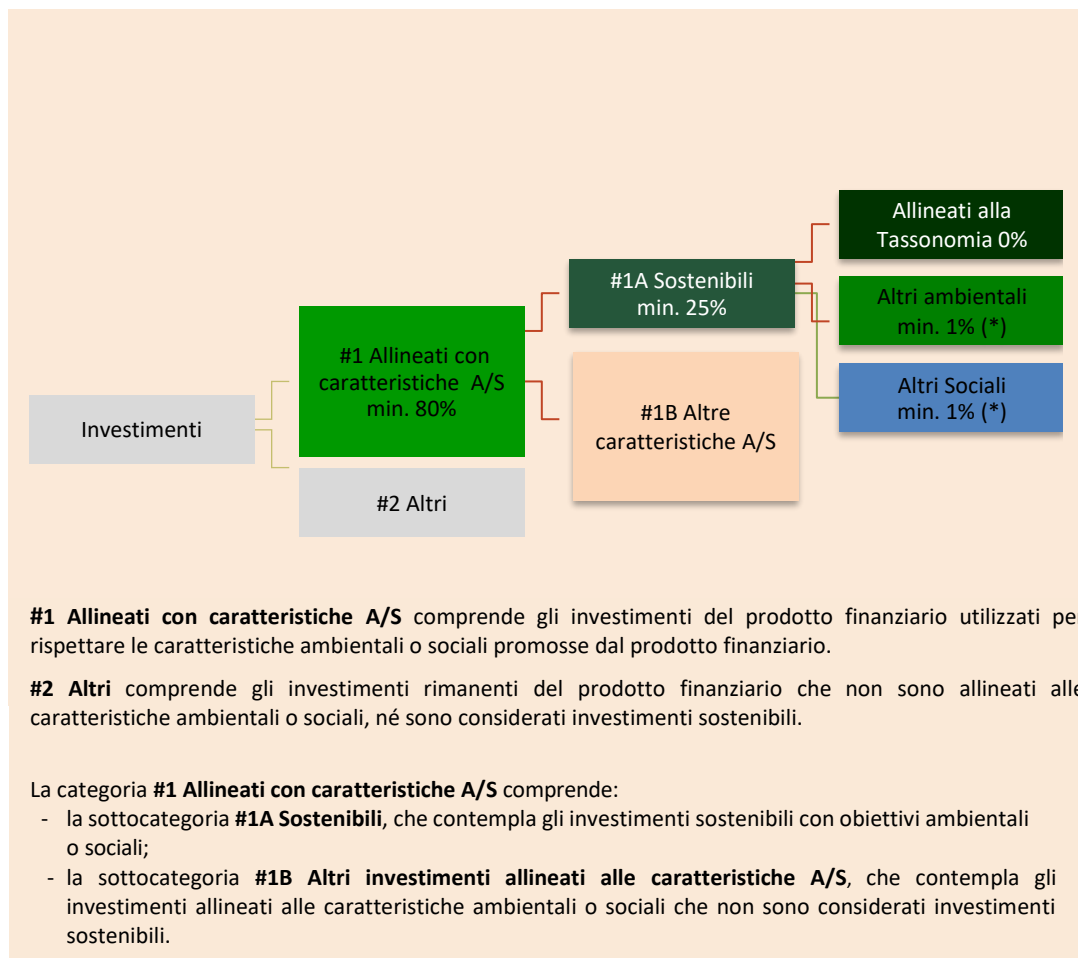 Allineati alla
Tassonomia 0%
#1A Sostenibili
min. 25%
Altri ambientali
min. 1% (*)
#1 Allineati con
caratteristiche A/S
min. 80%
Altri Sociali
min. 1% (*)
#1B Altre
caratteristiche A/S
Investimenti
#2 Altri
#1 Allineati con caratteristiche A/S comprende gli investimenti del prodotto finanziario utilizzati pe
rispettare le caratteristiche ambientali o sociali promosse dal prodotto finanziario.
#2 Altri comprende gli investimenti rimanenti del prodotto finanziario che non sono allineati alle
caratteristiche ambientali o sociali, né sono considerati investimenti sostenibili.
La categoria #1 Allineati con caratteristiche A/S comprende:
- la sottocategoria #1A Sostenibili, che contempla gli investimenti sostenibili con obiettivi ambientali
o sociali;
- la sottocategoria #1B Altri investimenti allineati alle caratteristiche A/S, che contempla gli
investimenti allineati alle caratteristiche ambientali o sociali che non sono considerati investimenti
sostenibili.